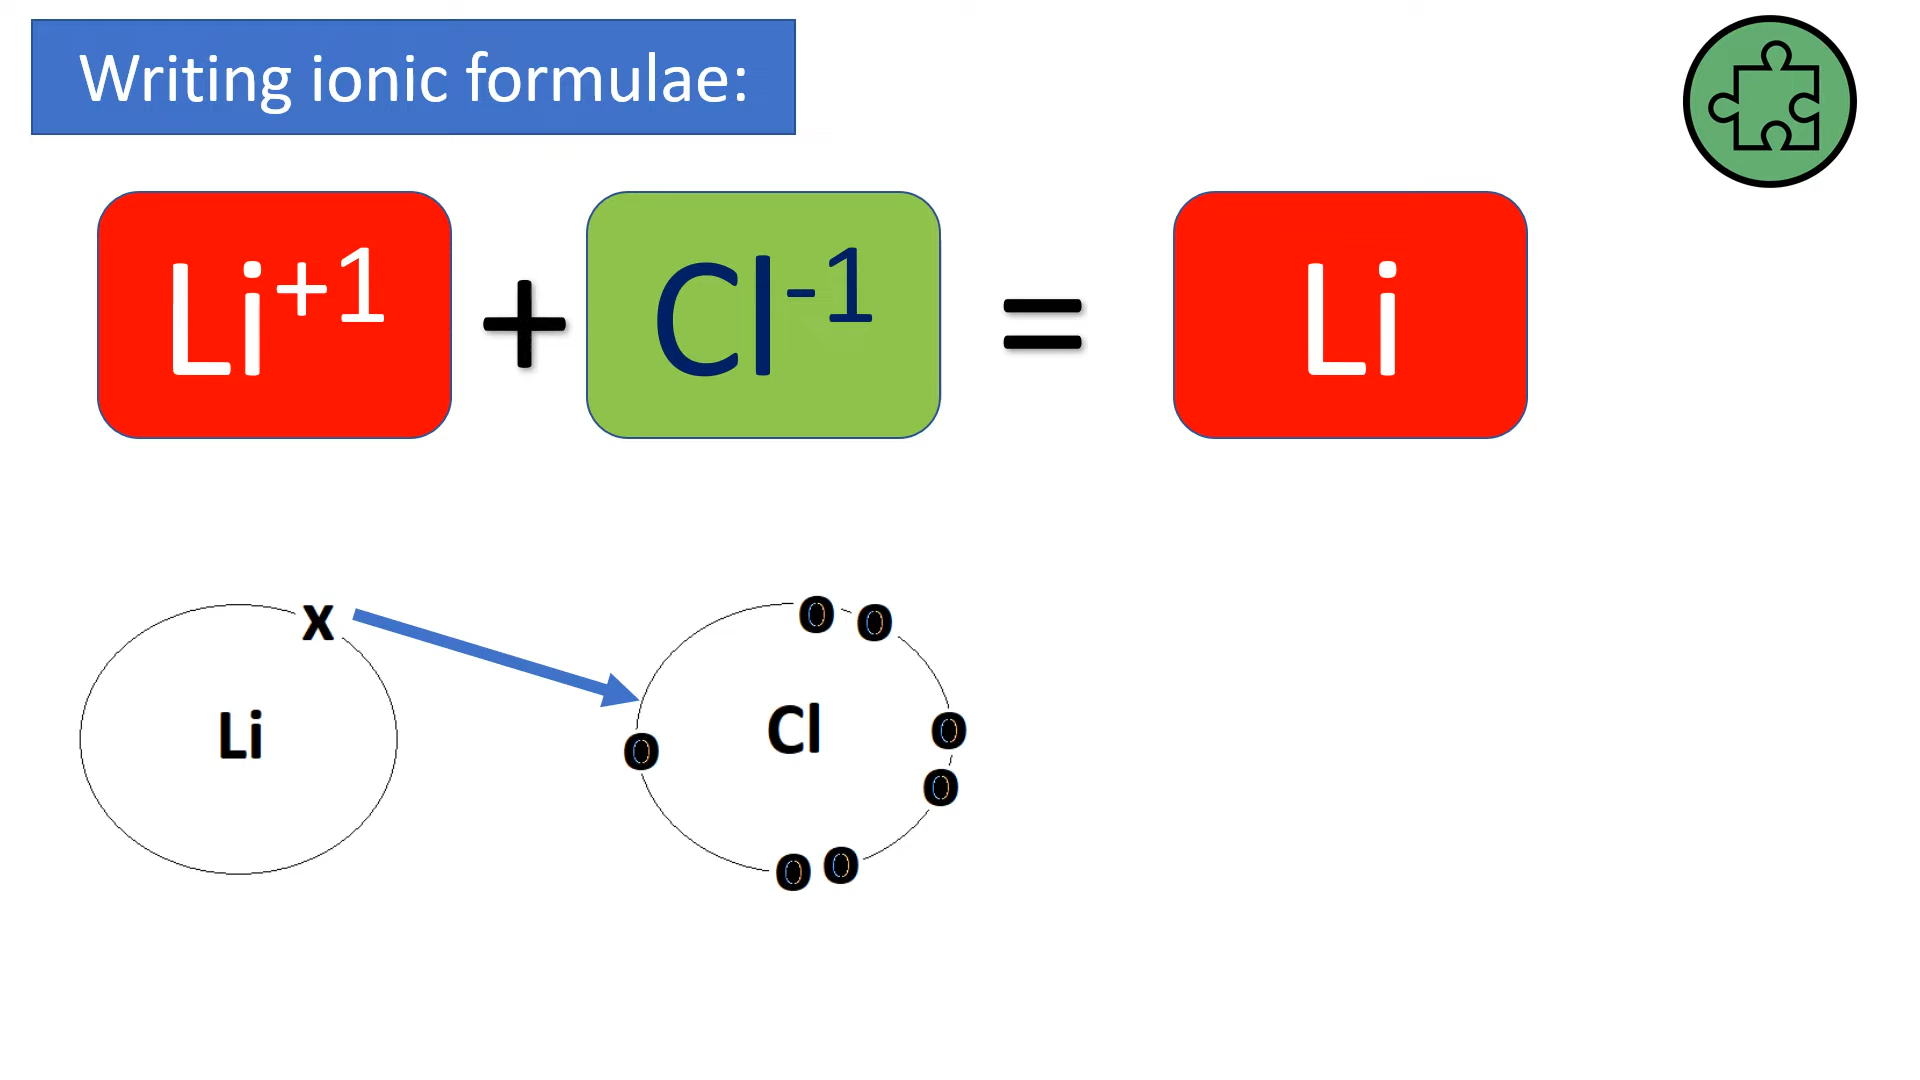 Writing ionic formulae:
Li⁺¹ + Cl⁻¹ = Li
x
Li
o o
Cl
o
o
o
o o